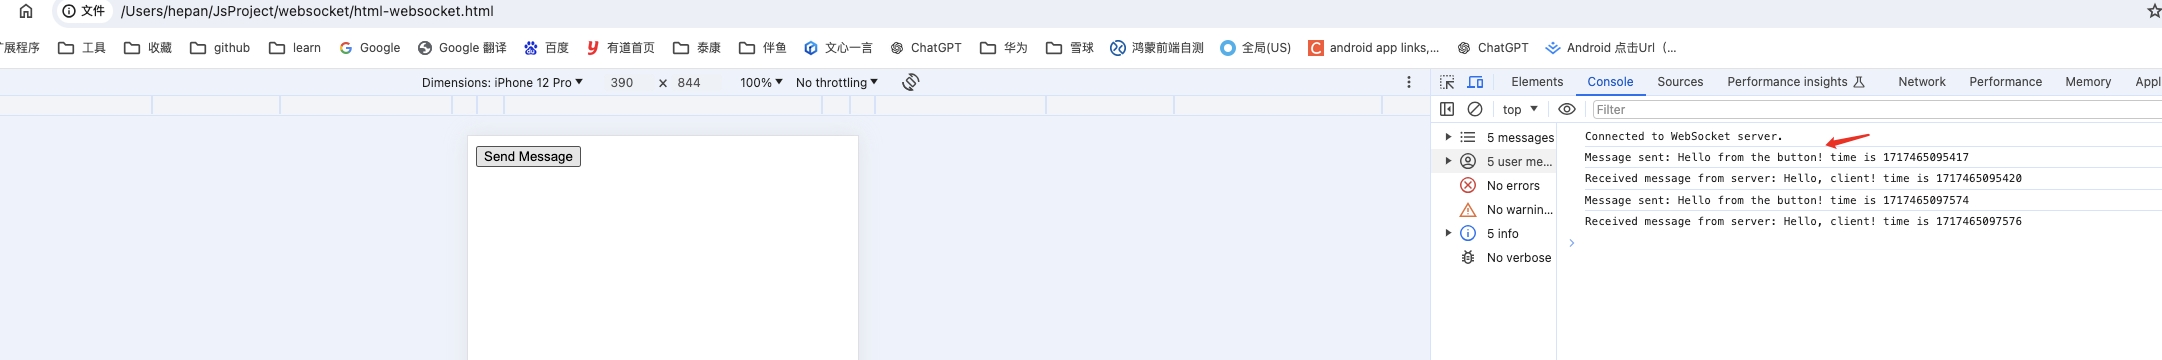 文件 /Users/hepan/JsProject/websocket/html-websocket.html
展程序 工具 收藏 github learn Google Google 翻译 百度 有道首页 泰康 伴鱼 文心一言 ChatGPT 华为 雪球 鸿蒙前端自测 全局(US) android app links,... ChatGPT Android 点击Url（...
Dimensions: iPhone 12 Pro 390 × 844 100% No throttling
Elements Console Sources Performance insights Network Performance Memory Appl
top Filter
Send Message
5 messages
5 user me...
No errors
No warnin...
5 info
No verbose
Connected to WebSocket server.
Message sent: Hello from the button! time is 1717465095417
Received message from server: Hello, client! time is 1717465095420
Message sent: Hello from the button! time is 1717465097574
Received message from server: Hello, client! time is 1717465097576